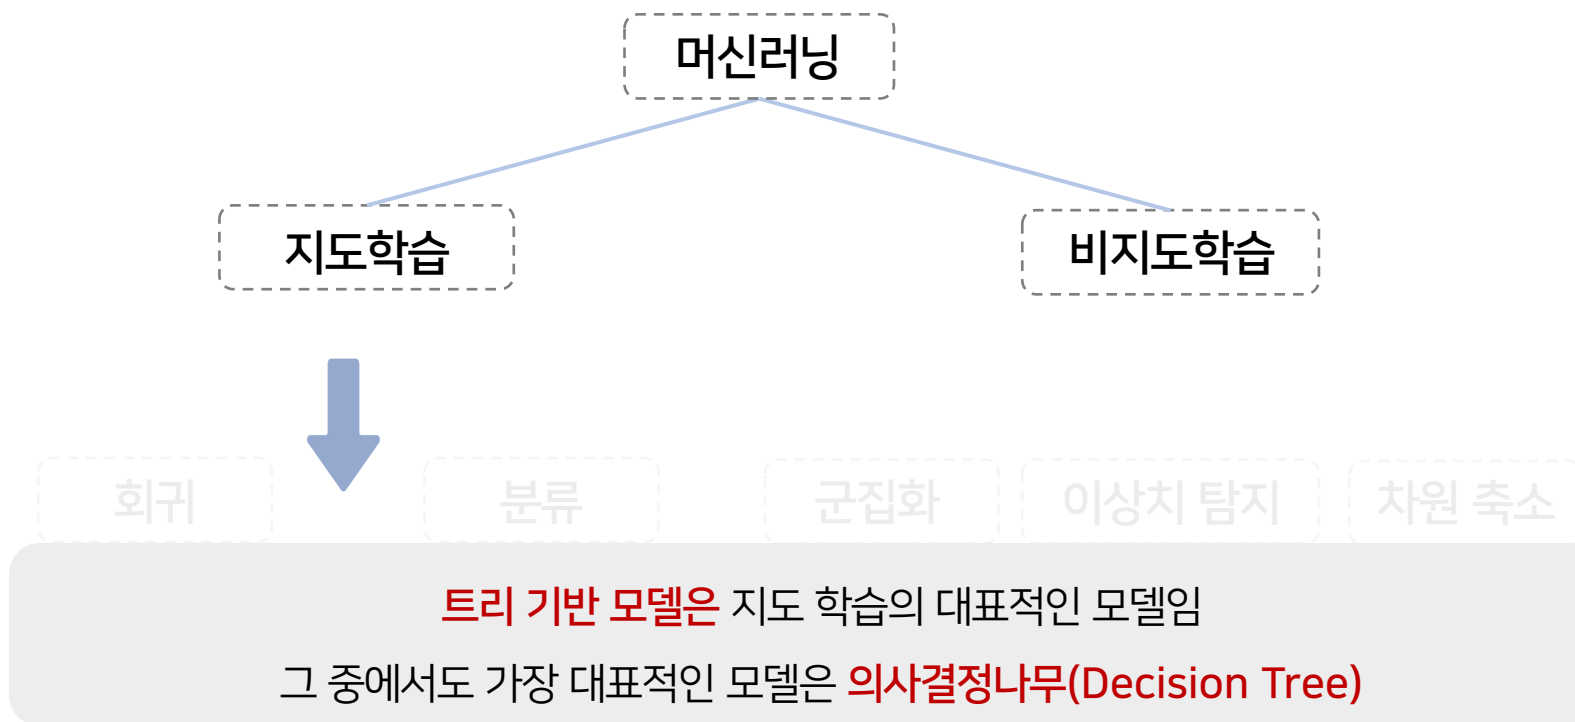 머신러닝
지도학습
비지도학습
회귀
분류
군집화
이상치 탐지
차원 축소
트리 기반 모델은 지도 학습의 대표적인 모델임
그 중에서도 가장 대표적인 모델은 의사결정나무(Decision Tree)